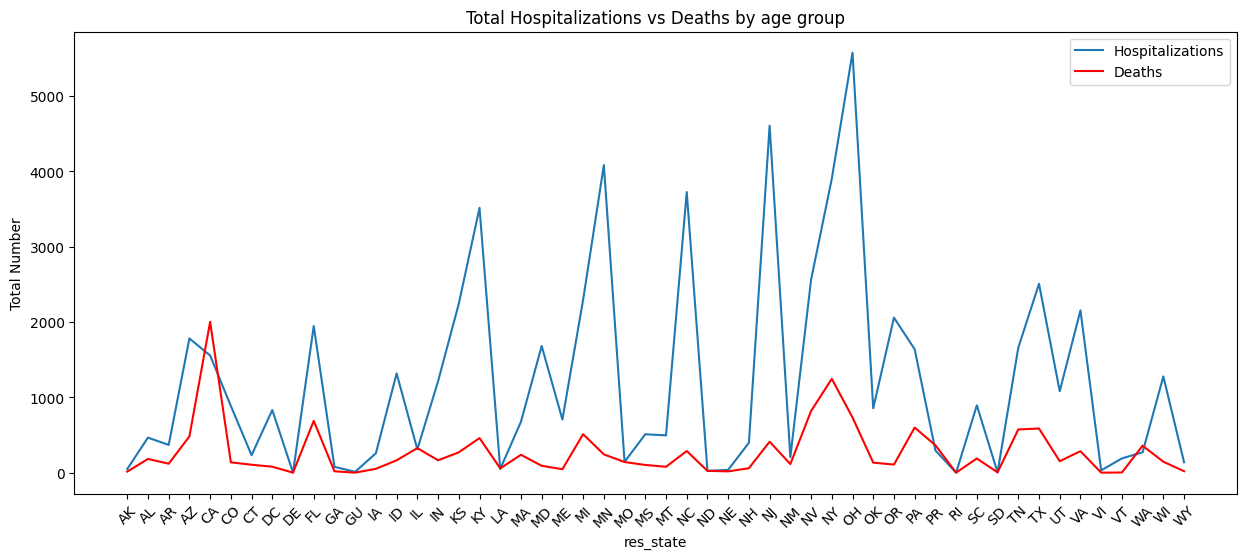 Total Hospitalizations vs Deaths by age group
Hospitalizations
Deaths
Total Number
5000
4000
3000
2000
1000
0
AK AL AR AZ CA CO CT DC DE FL GA GU IA ID IL IN KS KY LA MA MD ME MI MN MO MS MT NC ND NE NH NJ NM NV NY OH OK OR PA PR RI SC SD TN TX UT VA VI VT WA WI WY
res_state